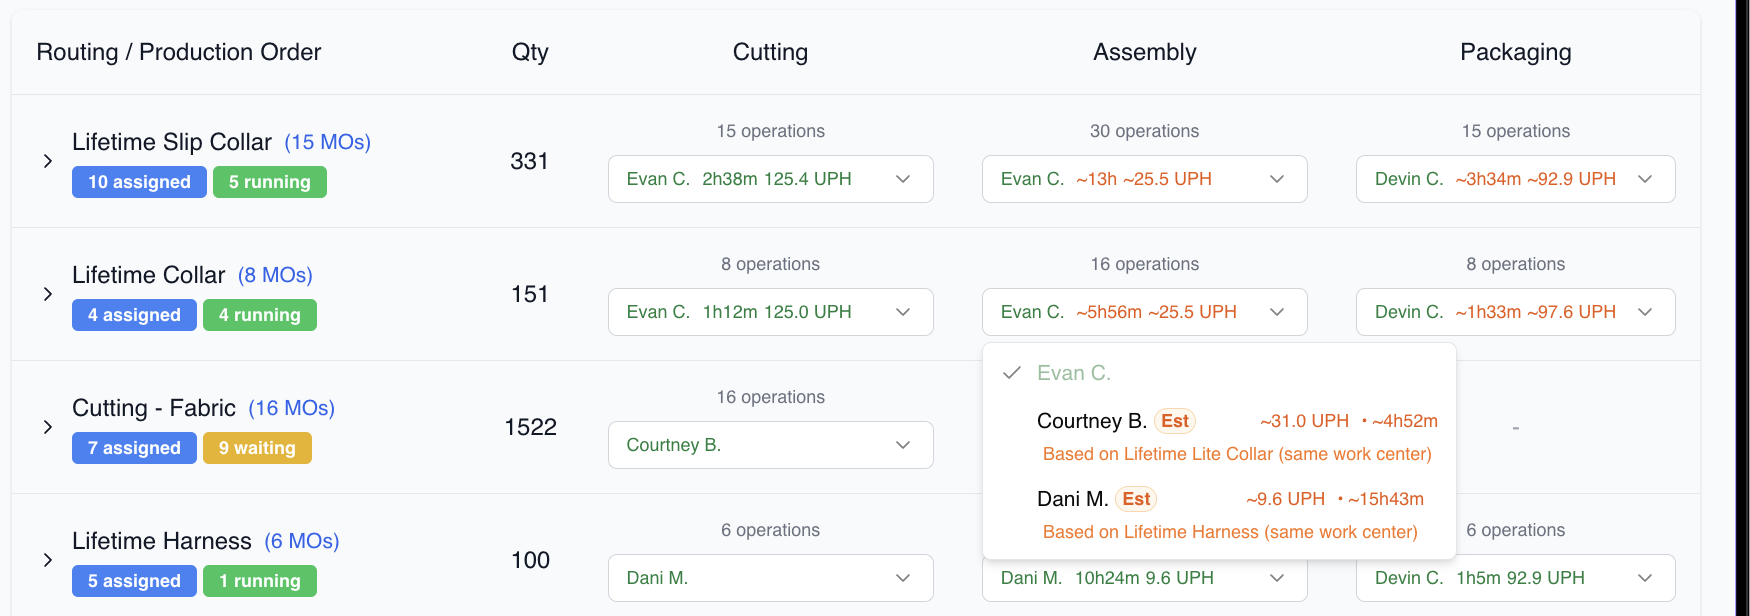 Routing / Production Order Qty Cutting Assembly Packaging
15 operations 30 operations 15 operations
Lifetime Slip Collar (15 MOs)
331
Evan C. 2h38m 125.4 UPH Evan C. ~13h ~25.5 UPH Devin C. ~3h34m ~92.9 UPH
10 assigned 5 running
8 operations 16 operations 8 operations
Lifetime Collar (8 MOs)
151
Evan C. 1h12m 125.0 UPH Evan C. ~5h56m ~25.5 UPH Devin C. ~1h33m ~97.6 UPH
4 assigned 4 running
Evan C.
Courtney B. Est ~31.0 UPH • ~4h52m
Based on Lifetime Lite Collar (same work center)
Dani M. Est ~9.6 UPH • ~15h43m
Based on Lifetime Harness (same work center)
16 operations
Cutting - Fabric (16 MOs)
1522
-
Courtney B.
7 assigned 9 waiting
6 operations 6 operations
Lifetime Harness (6 MOs)
100
Dani M. Dani M. 10h24m 9.6 UPH Devin C. 1h5m 92.9 UPH
5 assigned 1 running